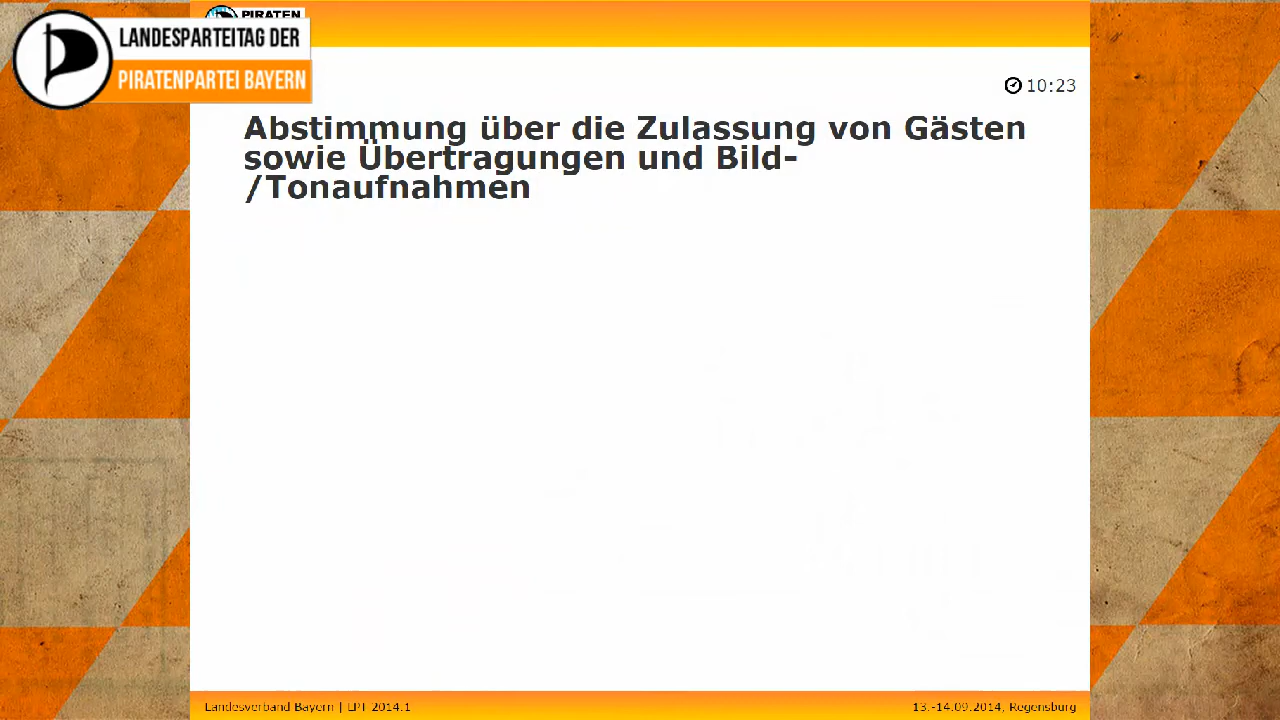 PIRATEN
LANDESPARTEITAG DER
PIRATENPARTEI BAYERN
10:23
Abstimmung über die Zulassung von Gästen
sowie Übertragungen und Bild-
/Tonaufnahmen
Landesverband Bayern | LPT 2014.1
13.-14.09.2014, Regensburg